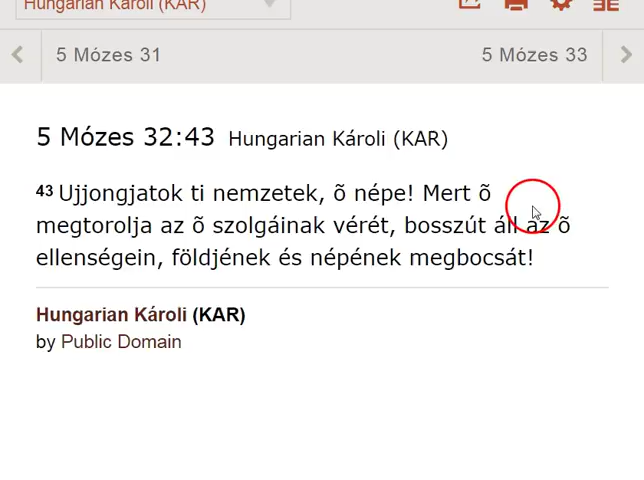 Hungarian Károli (KAR)
5 Mózes 31
5 Mózes 33
5 Mózes 32:43 Hungarian Károli (KAR)
43 Ujjongjatok ti nemzetek, õ népe! Mert õ
megtorolja az õ szolgáinak vérét, bosszút áll az õ
ellenségein, földjének és népének megbocsát!
Hungarian Károli (KAR)
by Public Domain